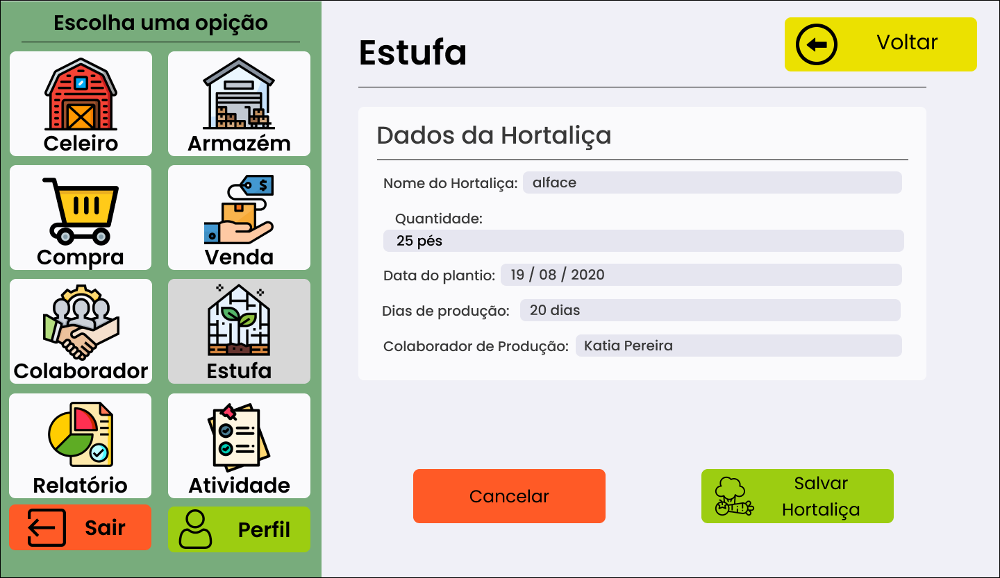 Escolha uma opição
Celeiro
Armazém
Compra
Venda
Colaborador
Estufa
Relatório
Atividade
Sair
Perfil
Estufa
Voltar
Dados da Hortaliça
Nome do Hortaliça: alface
Quantidade:
25 pés
Data do plantio: 19 / 08 / 2020
Dias de produção: 20 dias
Colaborador de Produção: Katia Pereira
Cancelar
Salvar
Hortaliça